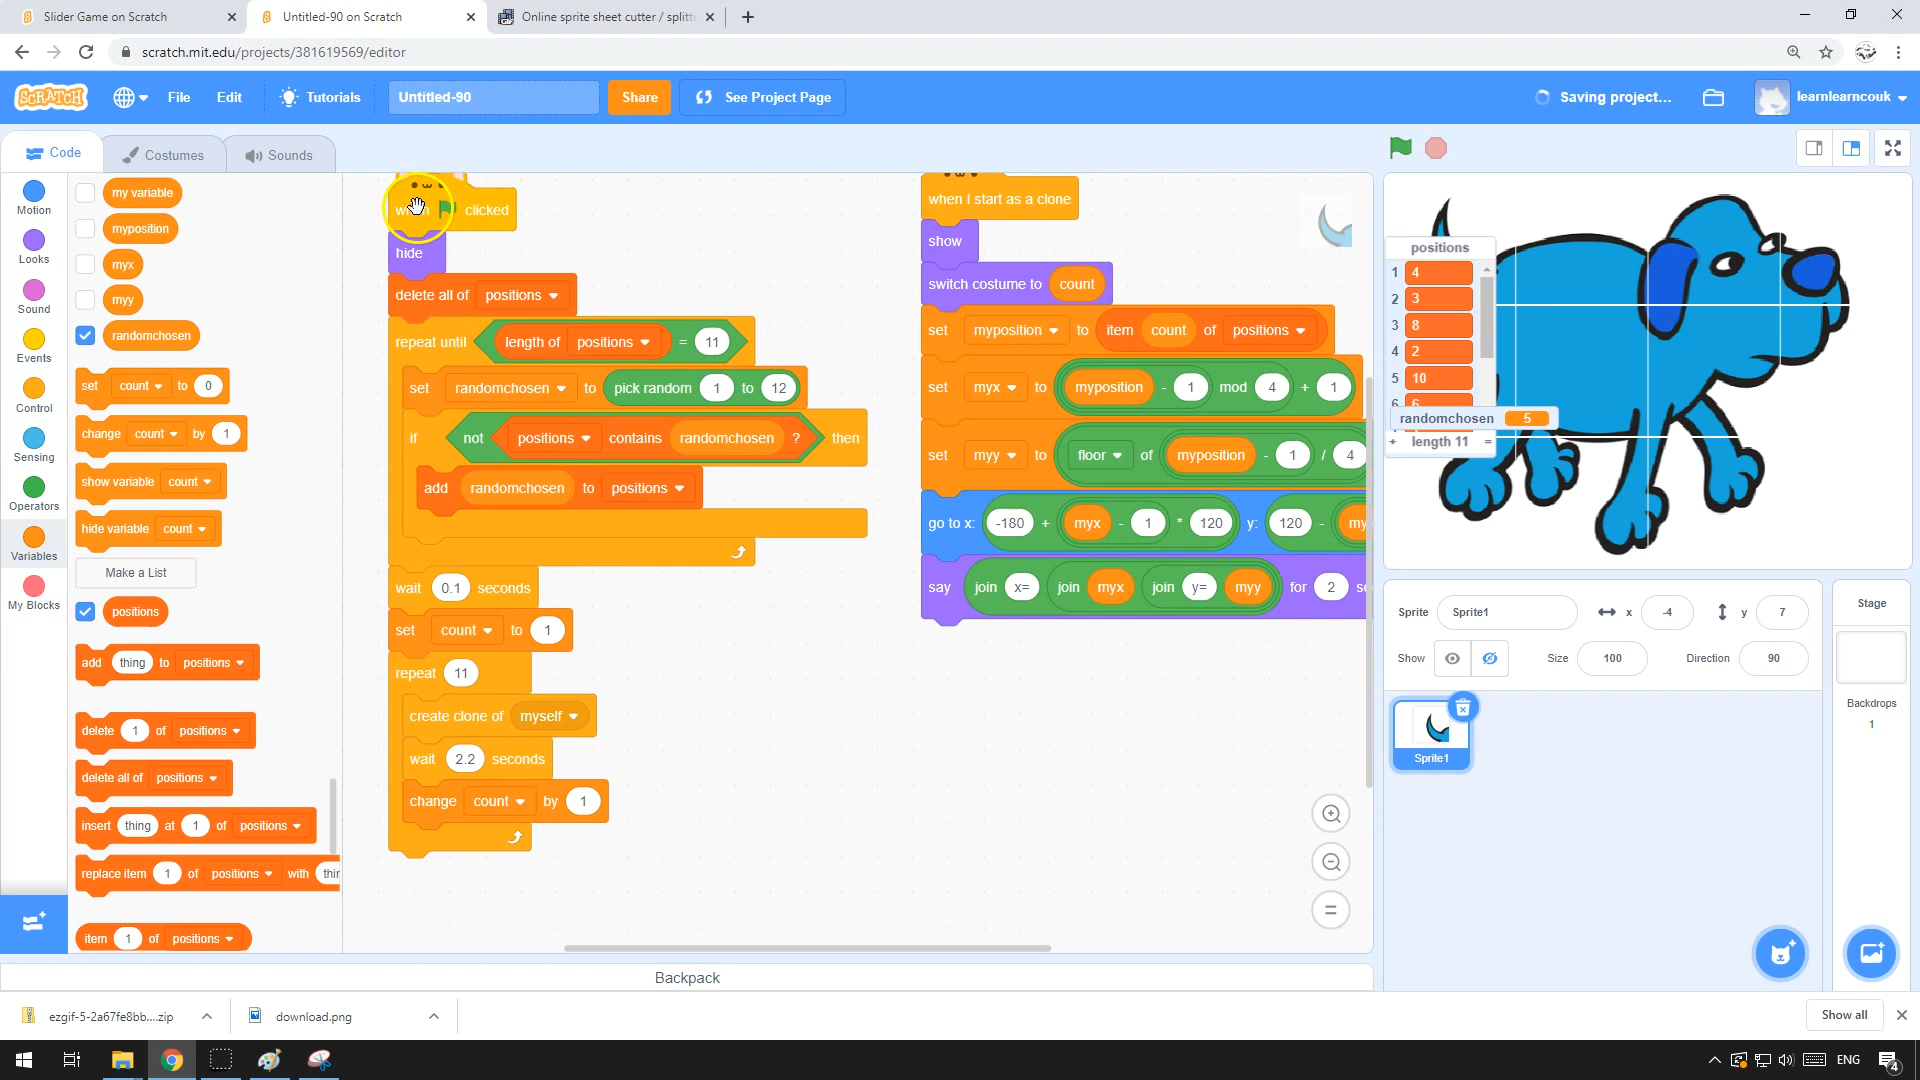 Slider Game on Scratch
Untitled-90 on Scratch
Online sprite sheet cutter / splitt
scratch.mit.edu/projects/381619569/editor
SCRATCH
File
Edit
Tutorials
Untitled-90
Share
See Project Page
Saving project...
learnlearncouk
Code
Costumes
Sounds
Motion
Looks
Sound
Events
Control
Sensing
Operators
Variables
My Blocks
my variable
myposition
myx
myy
randomchosen
set count to 0
change count by 1
show variable count
hide variable count
Make a List
positions
add thing to positions
delete 1 of positions
delete all of positions
insert thing at 1 of positions
replace item 1 of positions with thin
item 1 of positions
when clicked
hide
delete all of positions
repeat until length of positions = 11
set randomchosen to pick random 1 to 12
if not positions contains randomchosen ? then
add randomchosen to positions
wait 0.1 seconds
set count to 1
repeat 11
create clone of myself
wait 2.2 seconds
change count by 1
when I start as a clone
show
switch costume to count
set myposition to item count of positions
set myx to myposition - 1 mod 4 + 1
set myy to floor of myposition - 1 / 4
go to x: -180 + myx - 1 * 120 y: 120 - my
say join x= join myx join y= myy for 2 se
positions
1 4
2 3
3 8
4 2
5 10
6 6
randomchosen 5
+ length 11 =
Sprite Sprite1 x -4 y 7
Show Size 100 Direction 90
Sprite1
Stage
Backdrops
1
Backpack
ezgif-5-2a67fe8bb....zip
download.png
Show all
ENG
4